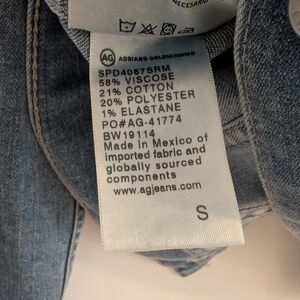 NECESARIO
AG ADRIANO GOLDSCHMIED
SPD4087SRM
58% VISCOSE
21% COTTON
20% POLYESTER
1% ELASTANE
PO#AG-41774
BW19114
Made in Mexico of
imported fabric and
globally sourced
components
www.agjeans.com
S